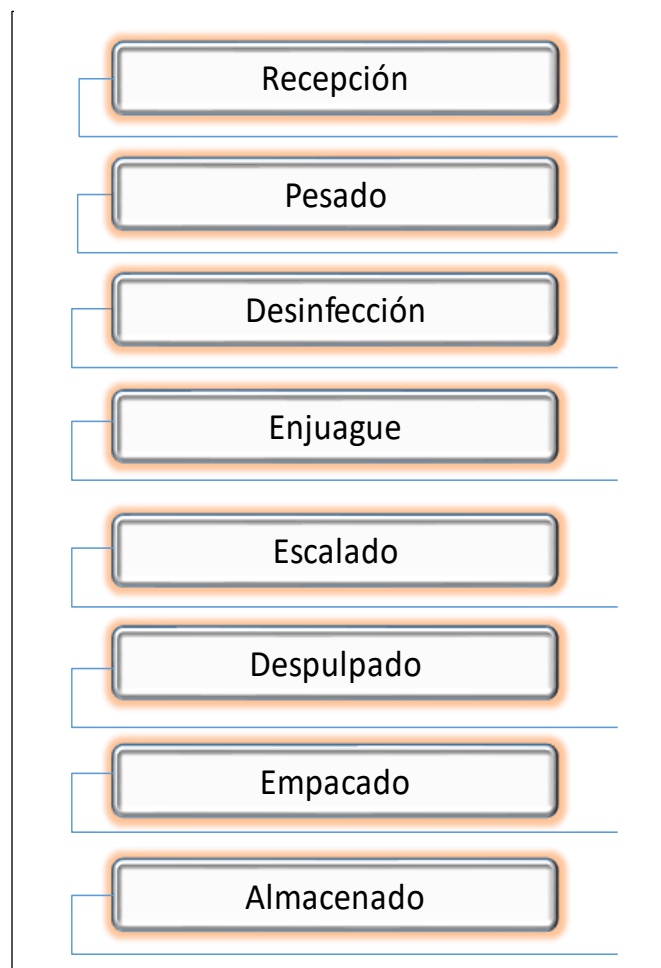 Recepción
Pesado
Desinfección
Enjuague
Escalado
Despulpado
Empacado
Almacenado